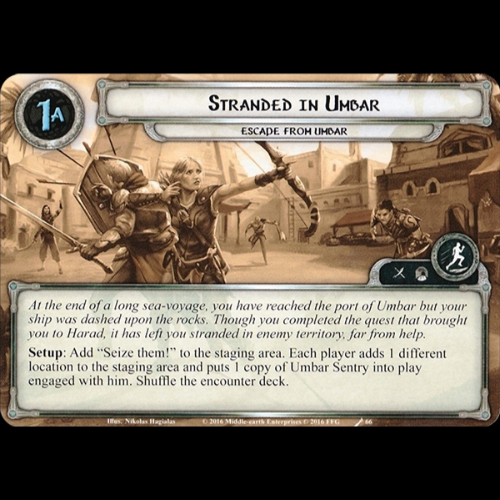 1A
STRANDED IN UMBAR
ESCAPE FROM UMBAR
At the end of a long sea-voyage, you have reached the port of Umbar but your
ship was dashed upon the rocks. Though you completed the quest that brought
you to Harad, it has left you stranded in enemy territory, far from help.
Setup: Add “Seize them!” to the staging area. Each player adds 1 different
location to the staging area and puts 1 copy of Umbar Sentry into play
engaged with him. Shuffle the encounter deck.
Illus. Nikolas Hagialas © 2016 Middle-earth Enterprises © 2016 FFG 66